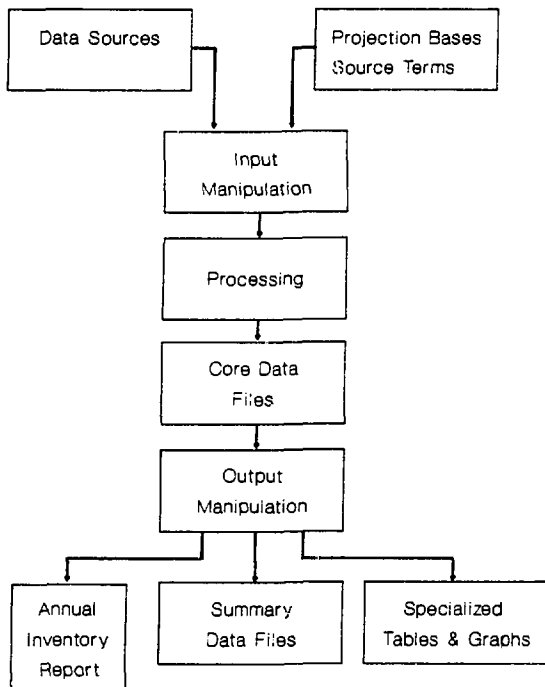 Data Sources
Projection Bases
Source Terms
Input
Manipulation
Processing
Core Data
Files
Output
Manipulation
Annual
Inventory
Report
Summary
Data Files
Specialized
Tables & Graphs